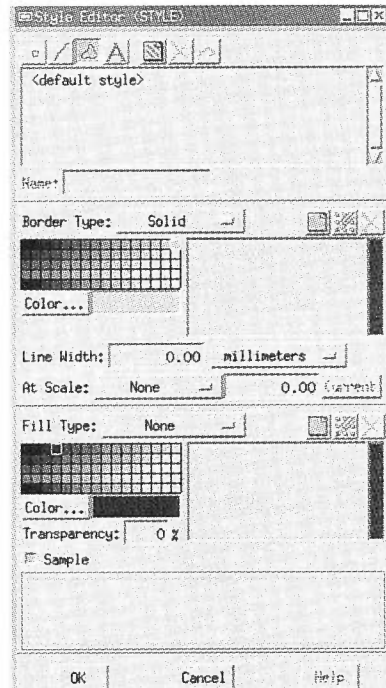 Style Editor (STYLE)
A
<default style>
Name:
Border Type: Solid
Color...
Line Width: 0.00 millimeters
At Scale: None 0.00 Current
Fill Type: None
Color...
Transparency: 0 %
Sample
OK Cancel Help